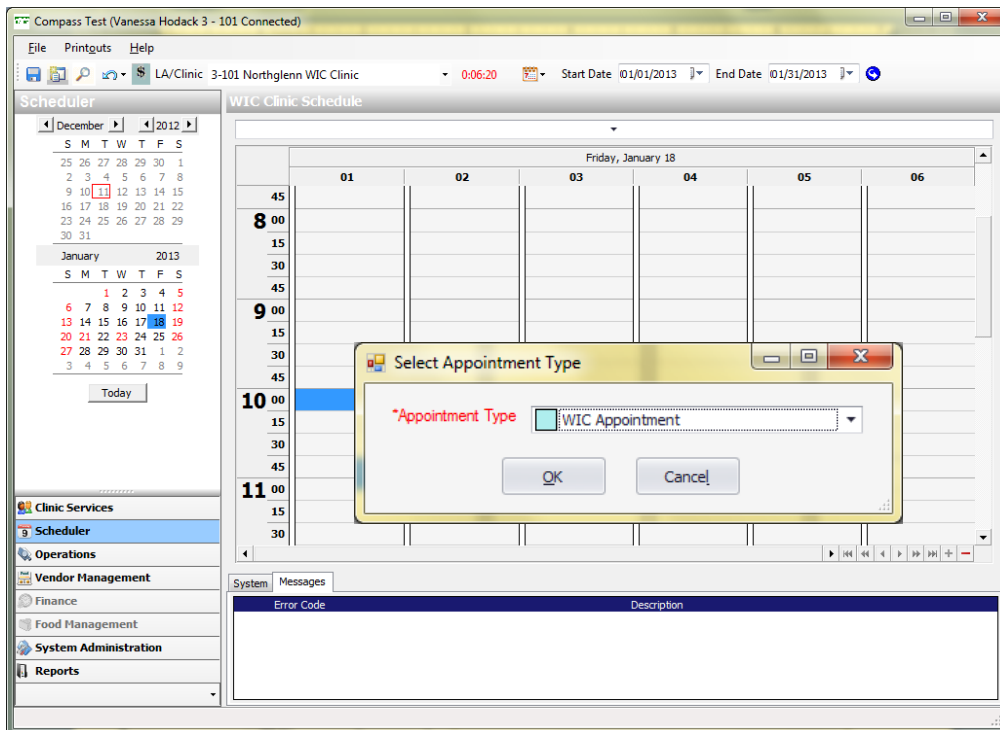 Compass Test (Vanessa Hodack 3 - 101 Connected)
File Printouts Help
$ LA/Clinic 3-101 Northglenn WIC Clinic 0:06:20 Start Date 01/01/2013 End Date 01/31/2013
Scheduler
WIC Clinic Schedule
December 2012
S M T W T F S
25 26 27 28 29 30 1
2 3 4 5 6 7 8
9 10 11 12 13 14 15
16 17 18 19 20 21 22
23 24 25 26 27 28 29
30 31
January 2013
S M T W T F S
1 2 3 4 5
6 7 8 9 10 11 12
13 14 15 16 17 18 19
20 21 22 23 24 25 26
27 28 29 30 31 1 2
3 4 5 6 7 8 9
Today
Friday, January 18
01 02 03 04 05 06
45
8 00
15
30
45
9 00
15
30
45
10 00
15
30
45
11 00
15
30
Select Appointment Type
*Appointment Type WIC Appointment
OK Cancel
Clinic Services
9 Scheduler
Operations
Vendor Management
Finance
Food Management
System Administration
Reports
System Messages
Error Code Description